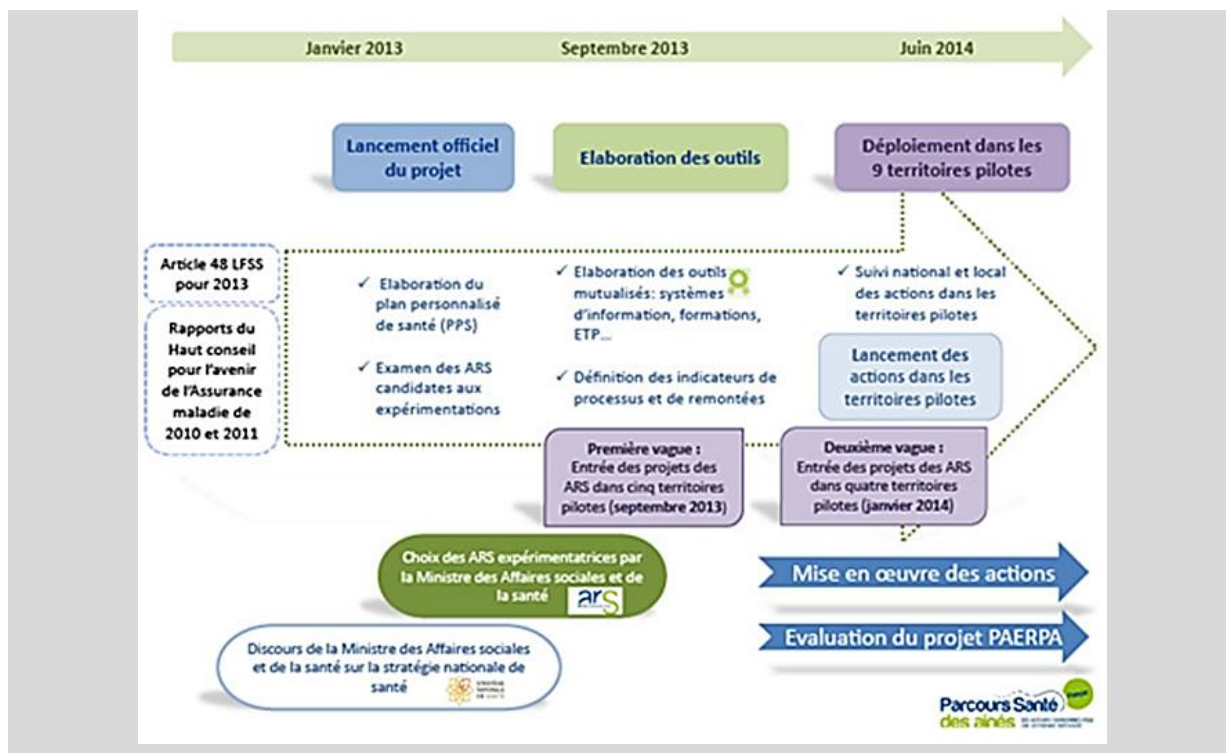 Janvier 2013
Septembre 2013
Juin 2014
Lancement officiel
du projet
Elaboration des outils
Déploiement dans les
9 territoires pilotes
Article 48 LFSS
pour 2013
Rapports du
Haut conseil
pour l'avenir
de l'Assurance
maladie de
2010 et 2011
✓ Elaboration du
plan personnalisé
de santé (PPS)
✓ Examen des ARS
candidates aux
expérimentations
✓ Elaboration des outils
mutualisés: systèmes
d'information, formations,
ETP...
✓ Définition des indicateurs de
processus et de remontées
✓ Suivi national et local
des actions dans les
territoires pilotes
Lancement des
actions dans les
territoires pilotes
Première vague :
Entrée des projets des
ARS dans cinq territoires
pilotes (septembre 2013)
Deuxième vague :
Entrée des projets des ARS
dans quatre territoires
pilotes (janvier 2014)
Choix des ARS expérimentatrices par
la Ministre des Affaires sociales et de
la santé
ars
Mise en œuvre des actions
Evaluation du projet PAERPA
Discours de la Ministre des Affaires sociales
et de la santé sur la stratégie nationale de
santé
STRATÉGIE
NATIONALE
DE SANTÉ
Parcours Santé
des aînés